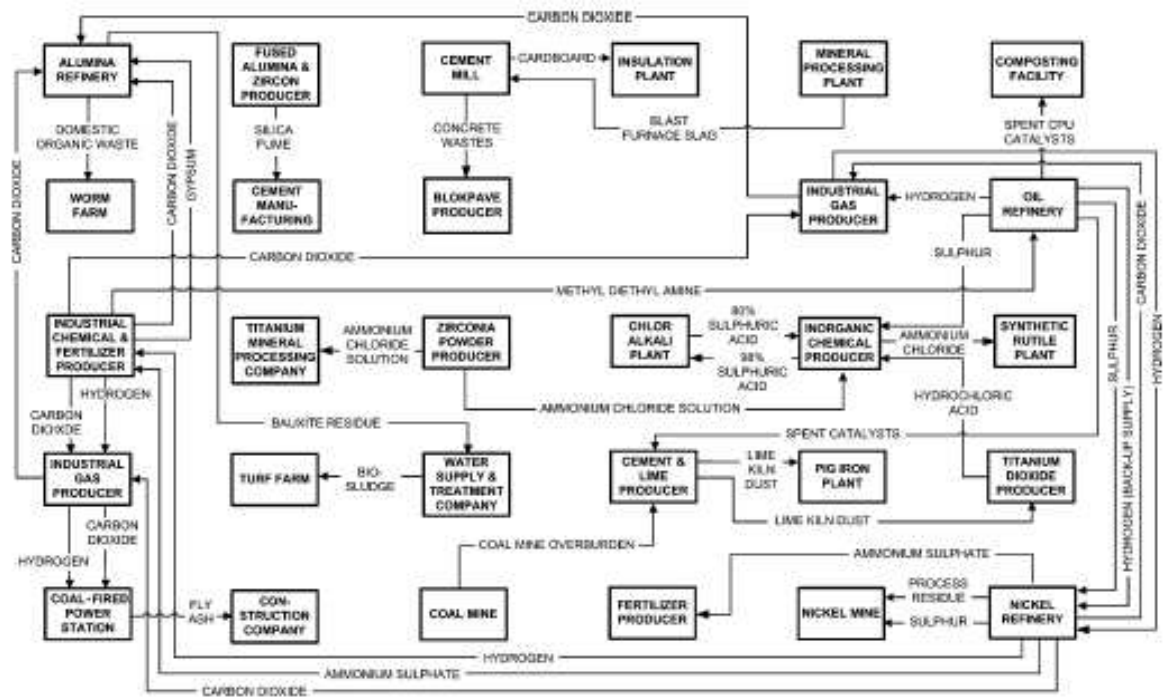 CARBON DIOXIDE
ALUMINA
REFINERY
FUSED
ALUMINA &
ZIRCON
PRODUCER
CEMENT
MILL
CARDBOARD
INSULATION
PLANT
MINERAL
PROCESSING
PLANT
COMPOSTING
FACILITY
DOMESTIC
ORGANIC WASTE
SILICA
FUME
CONCRETE
WASTES
BLAST
FURNACE SLAG
SPENT CPU
CATALYSTS
CARBON DIOXIDE
CARBON DIOXIDE
GYPSUM
WORM
FARM
CEMENT
MANU-
FACTURING
BLOKPAVE
PRODUCER
INDUSTRIAL
GAS
PRODUCER
HYDROGEN
OIL
REFINERY
CARBON DIOXIDE
SULPHUR
CARBON DIOXIDE
METHYL DIETHYL AMINE
INDUSTRIAL
CHEMICAL &
FERTILIZER
PRODUCER
TITANIUM
MINERAL
PROCESSING
COMPANY
AMMONIUM
CHLORIDE
SOLUTION
ZIRCONIA
POWDER
PRODUCER
CHLOR
ALKALI
PLANT
80%
SULPHURIC
ACID
98%
SULPHURIC
ACID
INORGANIC
CHEMICAL
PRODUCER
AMMONIUM
CHLORIDE
SYNTHETIC
RUTILE
PLANT
SULPHUR
HYDROGEN (BACK-UP SUPPLY)
HYDROGEN
HYDROGEN
CARBON
DIOXIDE
AMMONIUM CHLORIDE SOLUTION
HYDROCHLORIC
ACID
BAUXITE RESIDUE
SPENT CATALYSTS
INDUSTRIAL
GAS
PRODUCER
TURF FARM
BIO-
SLUDGE
WATER
SUPPLY &
TREATMENT
COMPANY
CEMENT &
LIME
PRODUCER
LIME
KILN
DUST
PIG IRON
PLANT
TITANIUM
DIOXIDE
PRODUCER
LIME KILN DUST
CARBON
DIOXIDE
HYDROGEN
COAL MINE OVERBURDEN
AMMONIUM SULPHATE
COAL-FIRED
POWER
STATION
FLY
ASH
CON-
STRUCTION
COMPANY
COAL MINE
FERTILIZER
PRODUCER
NICKEL MINE
PROCESS
RESIDUE
SULPHUR
NICKEL
REFINERY
HYDROGEN
AMMONIUM SULPHATE
CARBON DIOXIDE